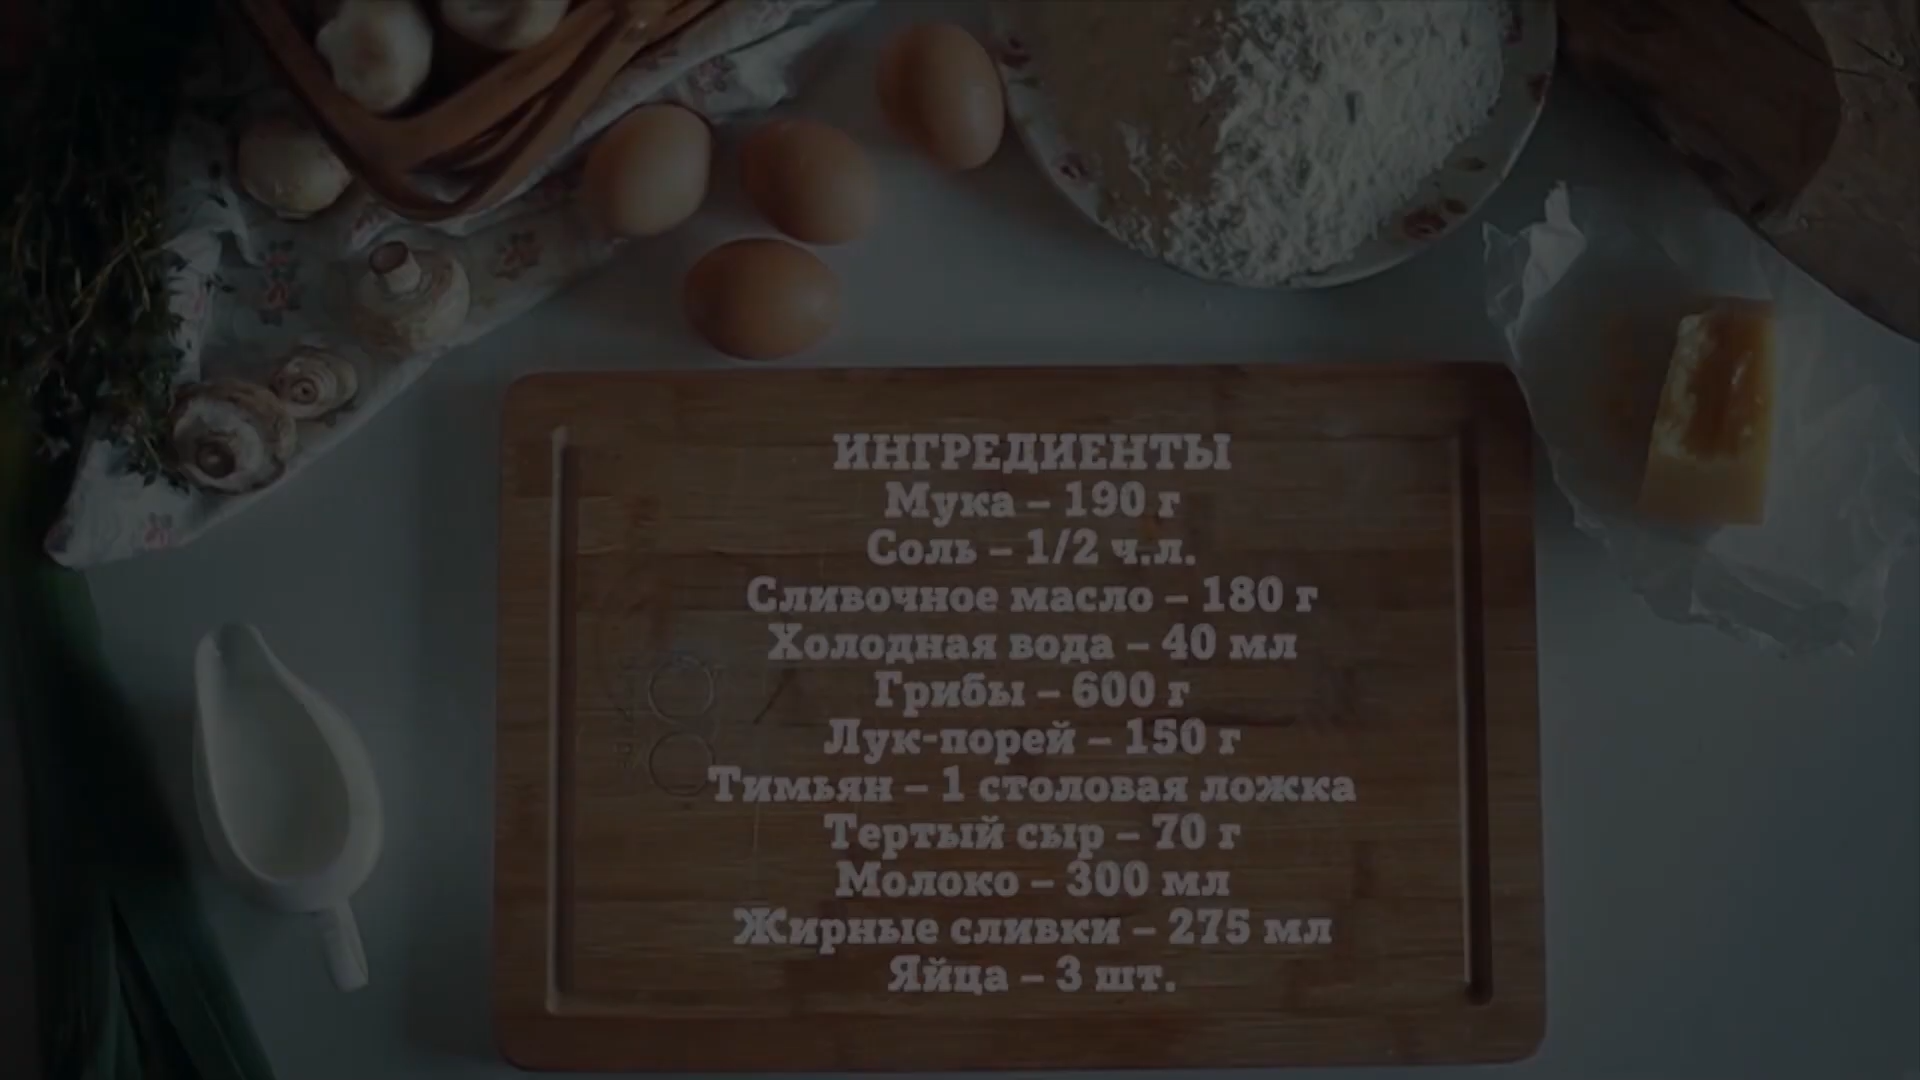 ИНГРЕДИЕНТЫ
Мука – 190 г
Соль – 1/2 ч.л.
Сливочное масло – 180 г
Холодная вода – 40 мл
Грибы – 600 г
Лук-порей – 150 г
Тимьян – 1 столовая ложка
Тертый сыр – 70 г
Молоко – 300 мл
Жирные сливки – 275 мл
Яйца – 3 шт.